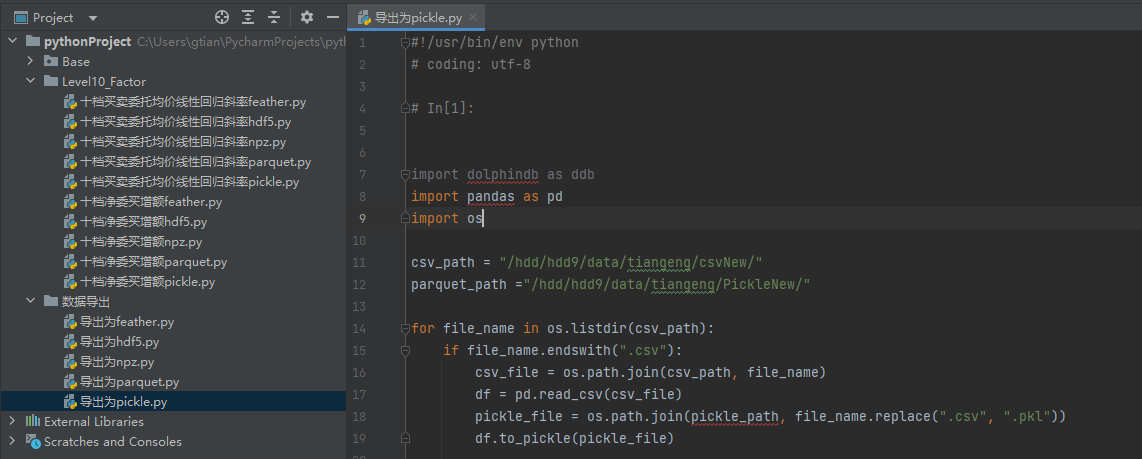 Project
pythonProject C:\Users\gtian\PycharmProjects\pyth
Base
Level10_Factor
十档买卖委托均价线性回归斜率feather.py
十档买卖委托均价线性回归斜率hdf5.py
十档买卖委托均价线性回归斜率npz.py
十档买卖委托均价线性回归斜率parquet.py
十档买卖委托均价线性回归斜率pickle.py
十档净委买增额feather.py
十档净委买增额hdf5.py
十档净委买增额npz.py
十档净委买增额parquet.py
十档净委买增额pickle.py
数据导出
导出为feather.py
导出为hdf5.py
导出为npz.py
导出为parquet.py
导出为pickle.py
External Libraries
Scratches and Consoles
导出为pickle.py
1 #!/usr/bin/env python
2 # coding: utf-8
3
4 # In[1]:
5
6
7 import dolphindb as ddb
8 import pandas as pd
9 import os
10
11 csv_path = "/hdd/hdd9/data/tiangeng/csvNew/"
12 parquet_path ="/hdd/hdd9/data/tiangeng/PickleNew/"
13
14 for file_name in os.listdir(csv_path):
15 if file_name.endswith(".csv"):
16 csv_file = os.path.join(csv_path, file_name)
17 df = pd.read_csv(csv_file)
18 pickle_file = os.path.join(pickle_path, file_name.replace(".csv", ".pkl"))
19 df.to_pickle(pickle_file)